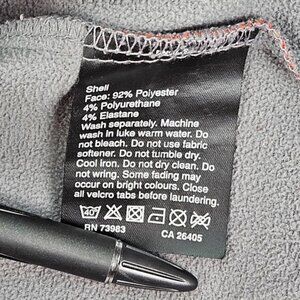 Shell
Face: 92% Polyester
4% Polyurethane
4% Elastane
Wash separately. Machine
wash in luke warm water. Do
not bleach. Do not use fabric
softener. Do not tumble dry.
Cool iron. Do not dry clean. Do
not wring. Some fading may
occur on bright colours. Close
all velcro tabs before washing.
40°
RN 73983 CA 26405